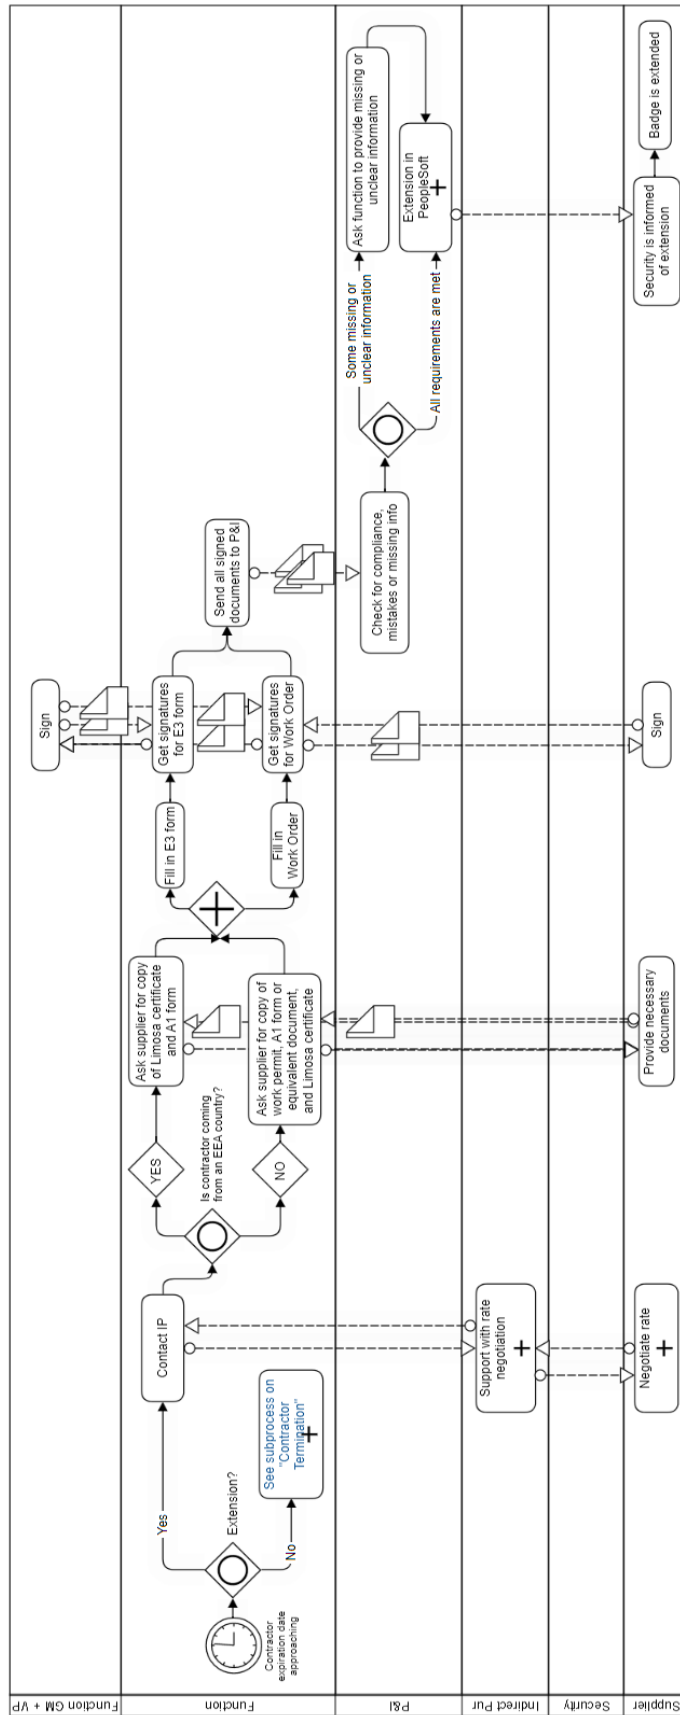 Function GM + VP
Sign
Function
Contractor
expiration date
approaching
Extension?
Yes
No
See subprocess on
"Contractor
Termination"
Contact IP
Is contractor coming
from an EEA country?
YES
NO
Ask supplier for copy
of Limosa certificate
and A1 form
Ask supplier for copy of
work permit, A1 form or
equivalent document,
and Limosa certificate
Fill in E3 form
Fill in
Work Order
Get signatures
for E3 form
Get signatures
for Work Order
Send all signed
documents to P&I
P&I
Check for compliance,
mistakes or missing info
Some missing or
unclear information
All requirements are met
Ask function to provide missing or
unclear information
Extension in
PeopleSoft
Indirect Pur
Support with rate
negotiation
Security
Supplier
Negotiate rate
Provide necessary
documents
Sign
Security is informed
of extension
Badge is extended